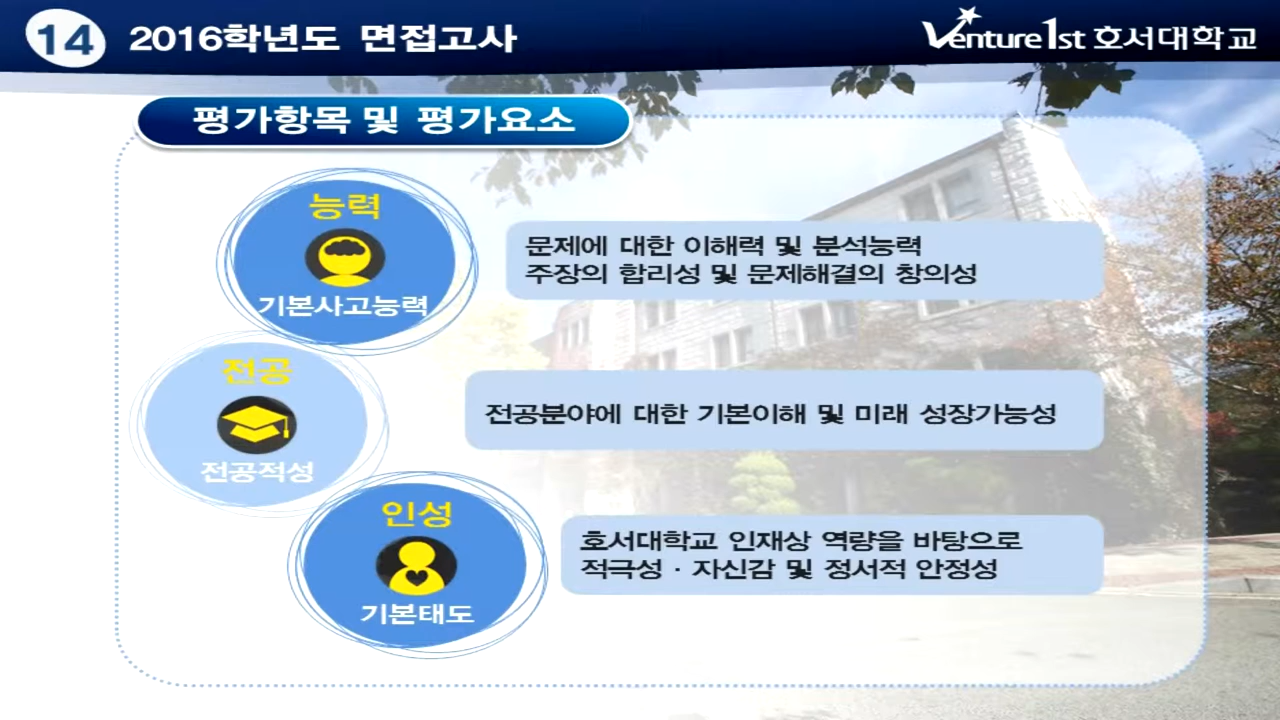 14 2016학년도 면접고사
Venture 1st 호서대학교
평가항목 및 평가요소
능력
기본사고능력
문제에 대한 이해력 및 분석능력
주장의 합리성 및 문제해결의 창의성
전공
전공적성
전공분야에 대한 기본이해 및 미래 성장가능성
인성
기본태도
호서대학교 인재상 역량을 바탕으로
적극성 · 자신감 및 정서적 안정성